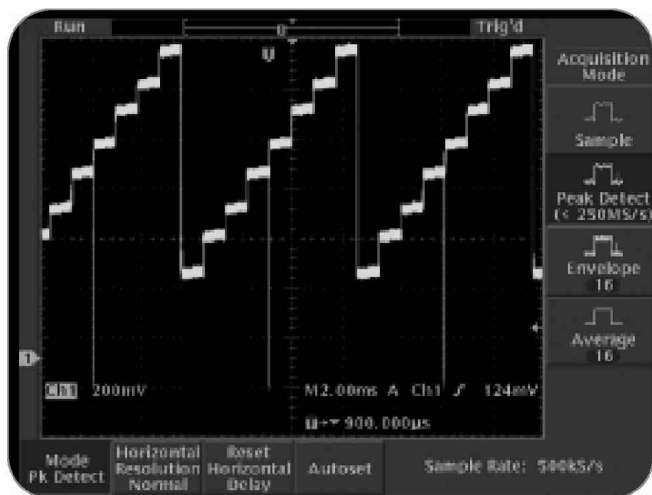 Run
Trig'd
Acquisition
Mode
Sample
Peak Detect
(< 250MS/s)
Envelope
16
Average
16
1
Ch1 200mV
M2.00ms A Ch1 124mV
900.000µs
Mode
Pk Detect
Horizontal
Resolution
Normal
Reset
Horizontal
Delay
Autoset
Sample Rate: 500kS/s